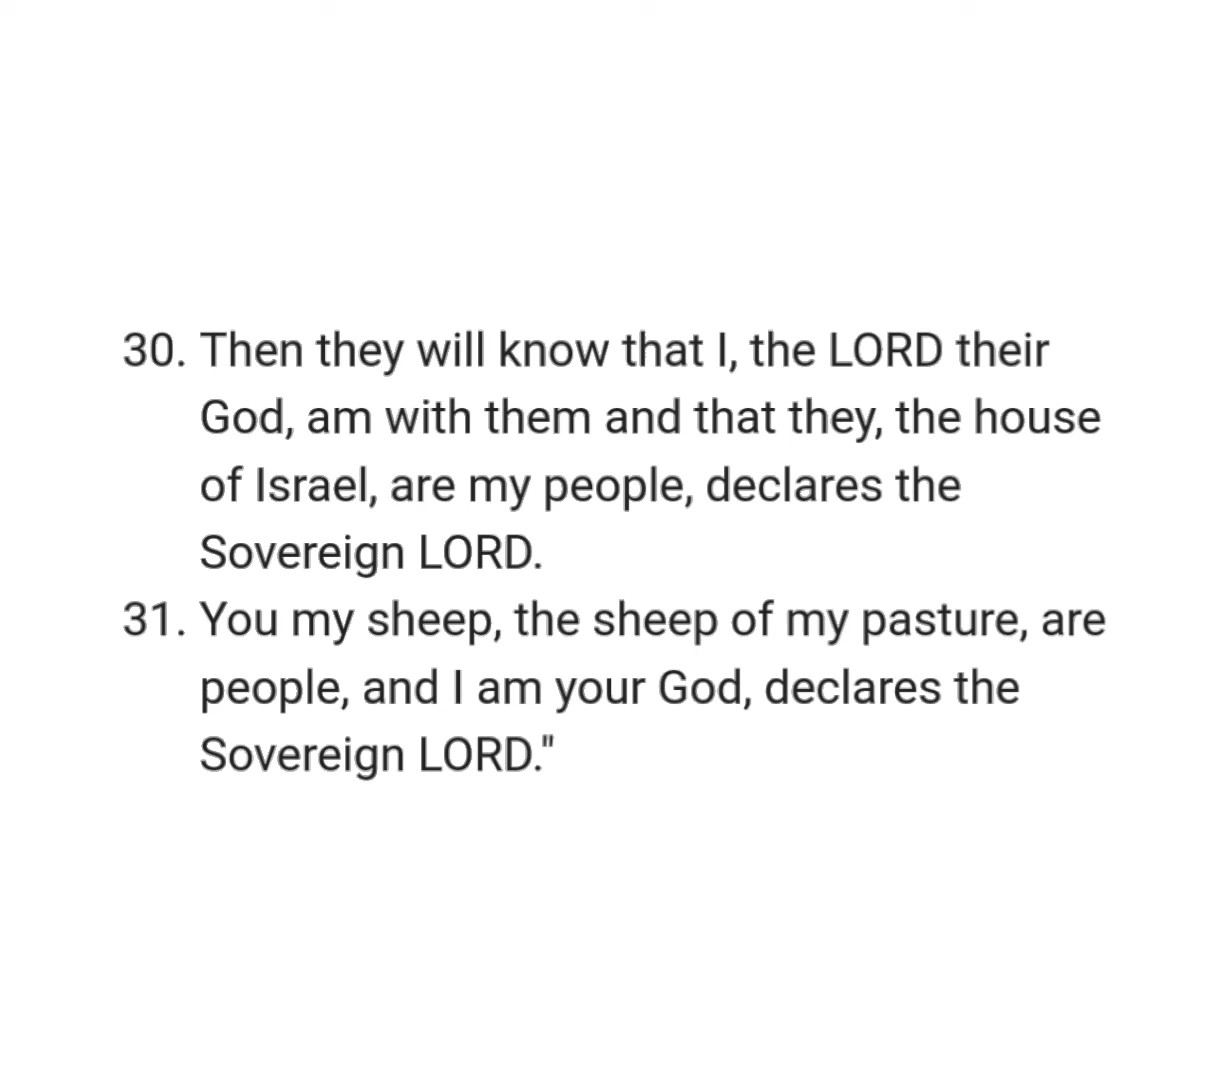 30. Then they will know that I, the LORD their
God, am with them and that they, the house
of Israel, are my people, declares the
Sovereign LORD.
31. You my sheep, the sheep of my pasture, are
people, and I am your God, declares the
Sovereign LORD."